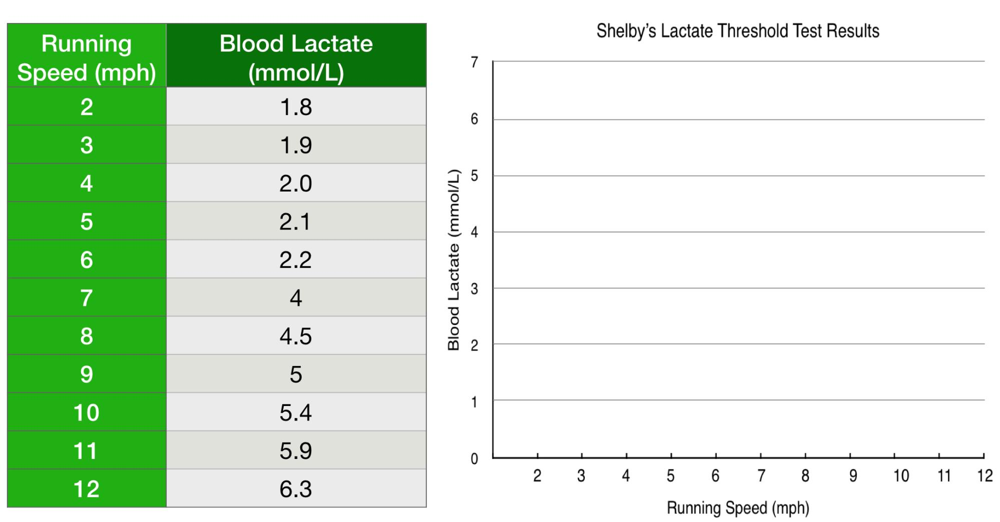 Running
Speed (mph)
Blood Lactate
(mmol/L)
2 1.8
3 1.9
4 2.0
5 2.1
6 2.2
7 4
8 4.5
9 5
10 5.4
11 5.9
12 6.3
Shelby’s Lactate Threshold Test Results
Blood Lactate (mmol/L)
7
6
5
4
3
2
1
0
2 3 4 5 6 7 8 9 10 11 12
Running Speed (mph)